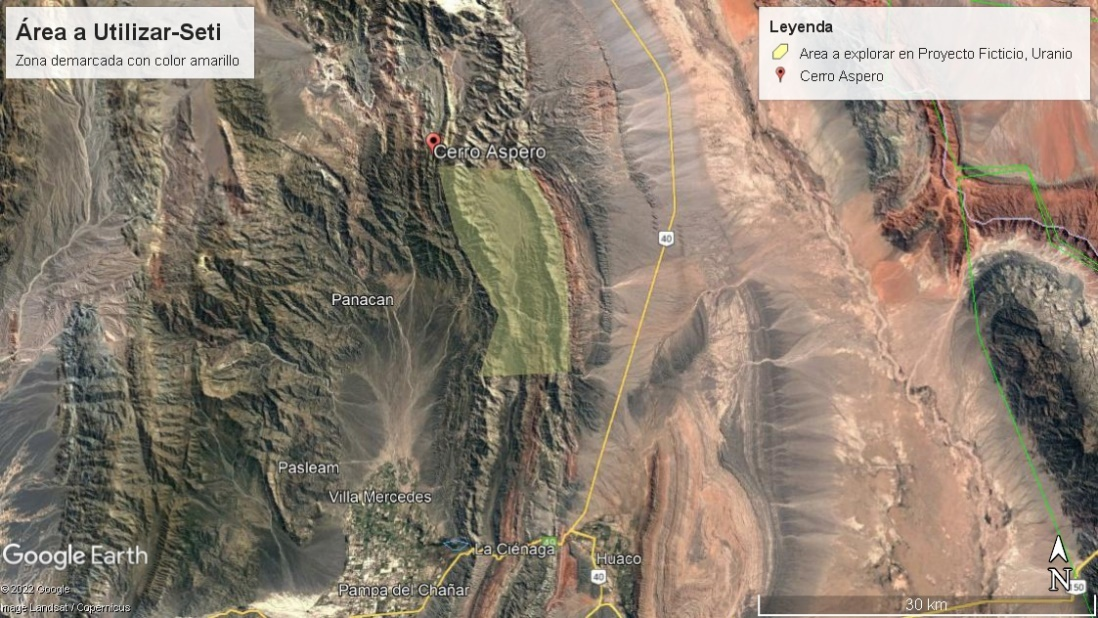 Área a Utilizar-Seti
Zona demarcada con color amarillo
Leyenda
Area a explorar en Proyecto Ficticio, Uranio
Cerro Aspero
Cerro Aspero
40
Panacan
Pasleam
Villa Mercedes
La Ciénaga
40
Huaco
40
Pampa del Chañar
Google Earth
© 2022 Google
Image Landsat / Copernicus
N
150
30 km